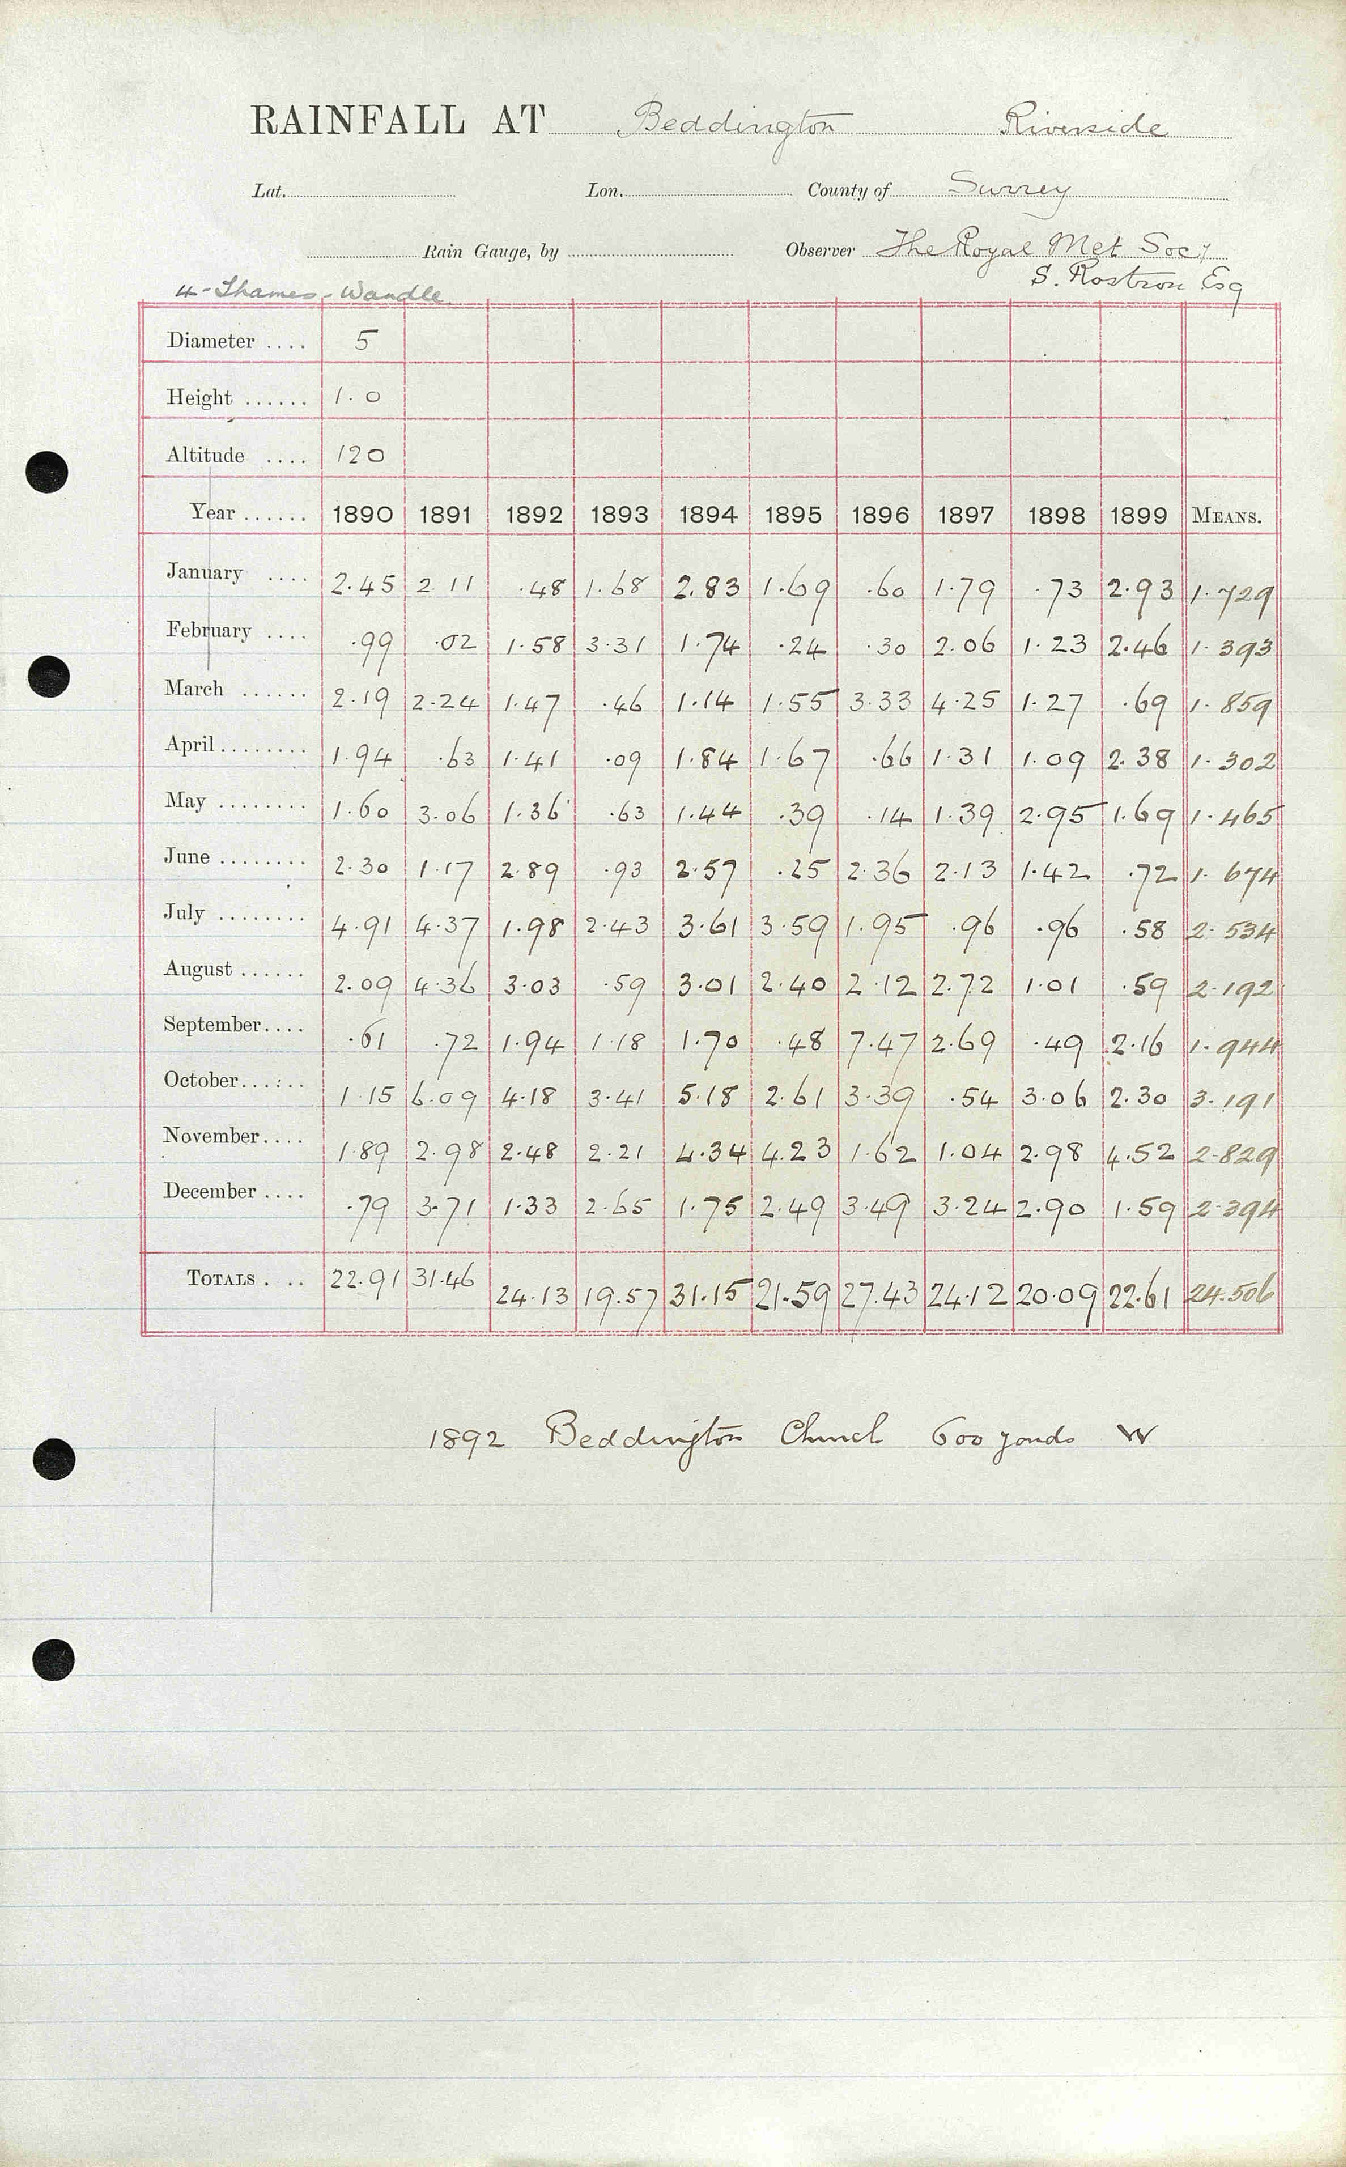 RAINFALL AT Beddington Riverside
Lat. Lon. County of Surrey
Rain Gauge, by Observer The Royal Met Socy
S. Rostron Esq
4 - Thames - Wandle
Diameter .... 5
Height ...... 1.0
Altitude .... 120
Year ...... 1890 1891 1892 1893 1894 1895 1896 1897 1898 1899 MEANS.
January .... 2.45 2 11 .48 1.68 2.83 1.69 .60 1.79 .73 2.93 1.729
February .... .99 .02 1.58 3.31 1.74 .24 .30 2.06 1.23 2.46 1.393
March ...... 2.19 2.24 1.47 .46 1.14 1.55 3.33 4.25 1.27 .69 1.859
April ........ 1.94 .63 1.41 .09 1.84 1.67 .66 1.31 1.09 2.38 1.302
May ........ 1.60 3.06 1.36 .63 1.44 .39 .14 1.39 2.95 1.69 1.465
June ........ 2.30 1.17 2.89 .93 2.57 .25 2.36 2.13 1.42 .72 1.674
July ........ 4.91 4.37 1.98 2.43 3.61 3.59 1.95 .96 .96 .58 2.534
August ...... 2.09 4.36 3.03 .59 3.01 2.40 2.12 2.72 1.01 .59 2.192
September.... .61 .72 1.94 1.18 1.70 .48 7.47 2.69 .49 2.16 1.944
October...... 1.15 6.09 4.18 3.41 5.18 2.61 3.39 .54 3.06 2.30 3.191
November.... 1.89 2.98 2.48 2.21 4.34 4.23 1.62 1.04 2.98 4.52 2.829
December .... .79 3.71 1.33 2.65 1.75 2.49 3.49 3.24 2.90 1.59 2.394
TOTALS . .. 22.91 31.46 24.13 19.57 31.15 21.59 27.43 24.12 20.09 22.61 24.506
1892 Beddington Church 600 yards W